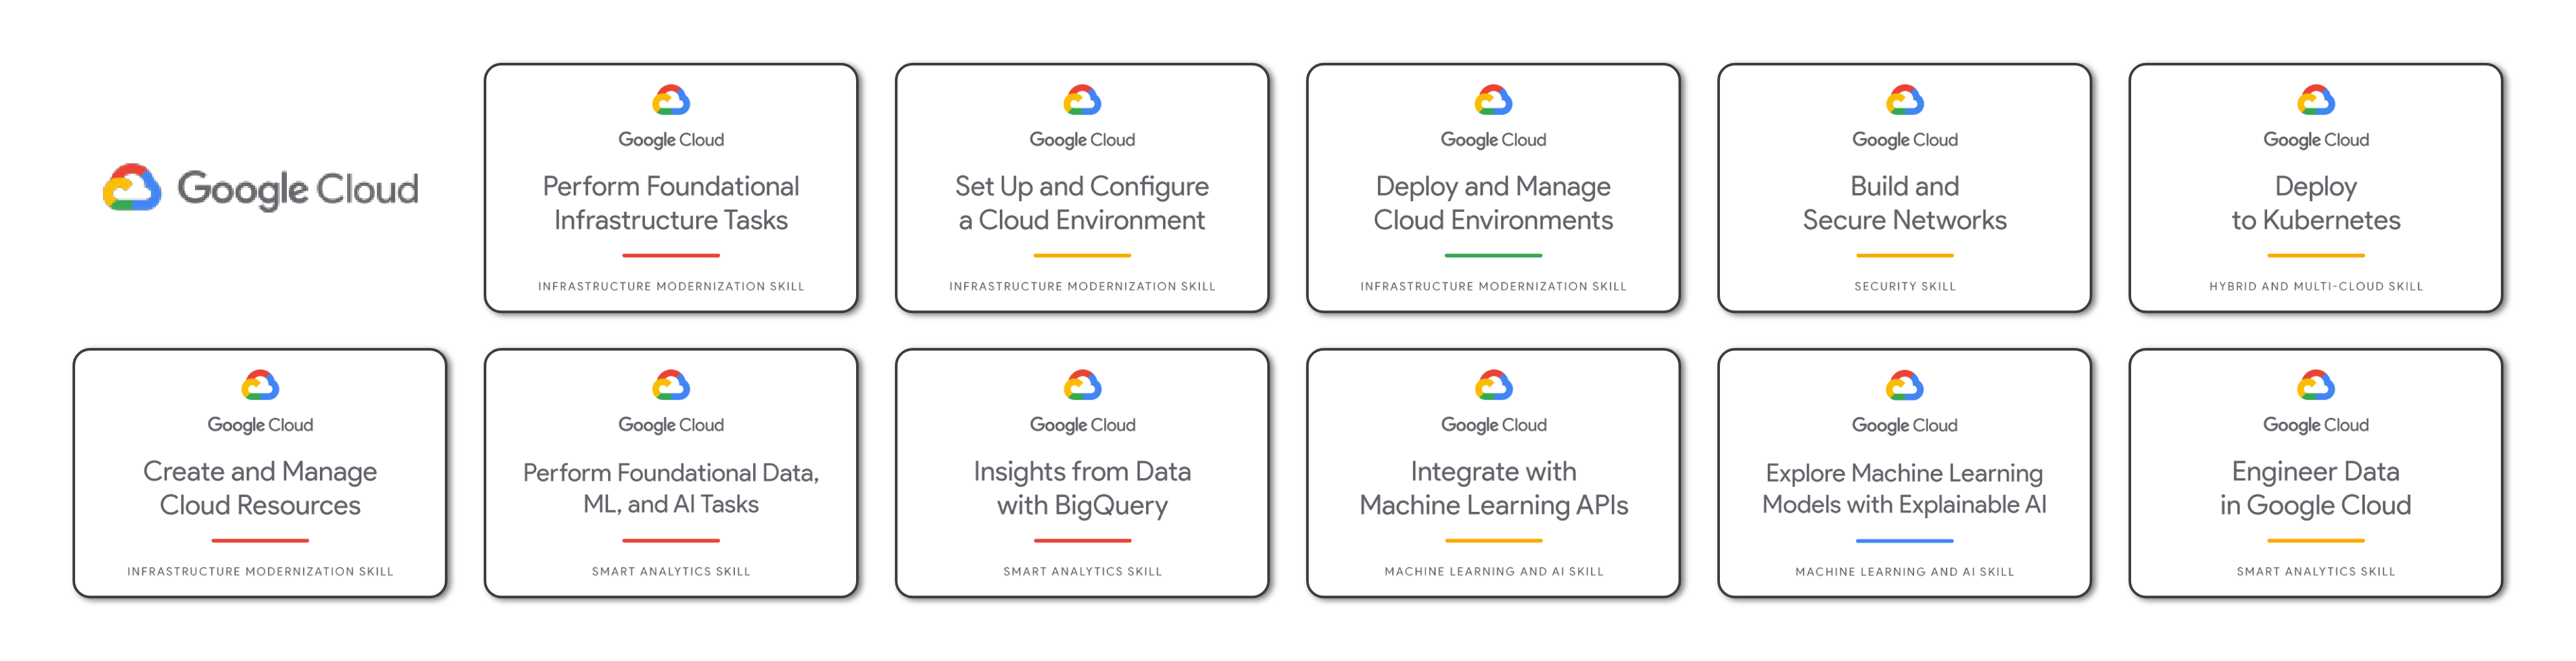 Google Cloud
Google Cloud
Perform Foundational
Infrastructure Tasks
INFRASTRUCTURE MODERNIZATION SKILL
Google Cloud
Set Up and Configure
a Cloud Environment
INFRASTRUCTURE MODERNIZATION SKILL
Google Cloud
Deploy and Manage
Cloud Environments
INFRASTRUCTURE MODERNIZATION SKILL
Google Cloud
Build and
Secure Networks
SECURITY SKILL
Google Cloud
Deploy
to Kubernetes
HYBRID AND MULTI-CLOUD SKILL
Google Cloud
Create and Manage
Cloud Resources
INFRASTRUCTURE MODERNIZATION SKILL
Google Cloud
Perform Foundational Data,
ML, and AI Tasks
SMART ANALYTICS SKILL
Google Cloud
Insights from Data
with BigQuery
SMART ANALYTICS SKILL
Google Cloud
Integrate with
Machine Learning APIs
MACHINE LEARNING AND AI SKILL
Google Cloud
Explore Machine Learning
Models with Explainable AI
MACHINE LEARNING AND AI SKILL
Google Cloud
Engineer Data
in Google Cloud
SMART ANALYTICS SKILL